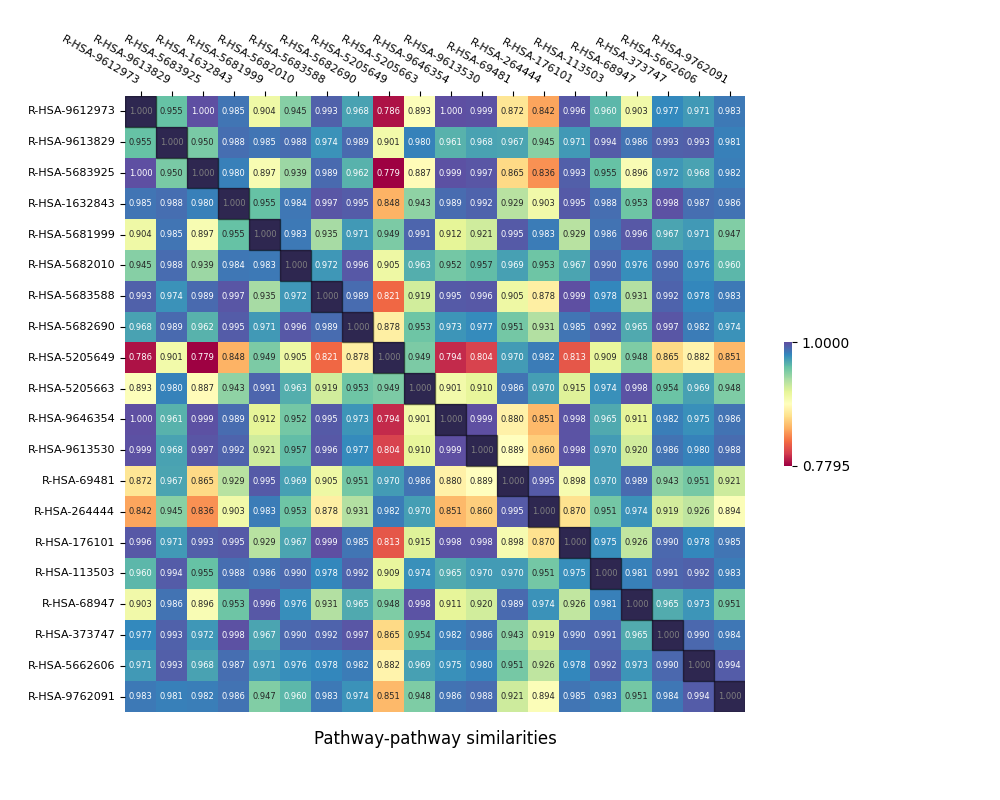 R-HSA-9612973 R-HSA-9613829 R-HSA-5683925 R-HSA-1632843 R-HSA-5681999 R-HSA-5682010 R-HSA-5683588 R-HSA-5682690 R-HSA-5205649 R-HSA-5205663 R-HSA-9646354 R-HSA-9613530 R-HSA-69481 R-HSA-264444 R-HSA-176101 R-HSA-113503 R-HSA-68947 R-HSA-373747 R-HSA-5662606 R-HSA-9762091
R-HSA-9612973 1.000 0.955 1.000 0.985 0.904 0.945 0.993 0.968 0.786 0.893 1.000 0.999 0.872 0.842 0.996 0.960 0.903 0.977 0.971 0.983
R-HSA-9613829 0.955 1.000 0.950 0.988 0.985 0.988 0.974 0.989 0.901 0.980 0.961 0.968 0.967 0.945 0.971 0.994 0.986 0.993 0.993 0.981
R-HSA-5683925 1.000 0.950 1.000 0.980 0.897 0.939 0.989 0.962 0.779 0.887 0.999 0.997 0.865 0.836 0.993 0.955 0.896 0.972 0.968 0.982
R-HSA-1632843 0.985 0.988 0.980 1.000 0.955 0.984 0.997 0.995 0.848 0.943 0.989 0.992 0.929 0.903 0.995 0.988 0.953 0.998 0.987 0.986
R-HSA-5681999 0.904 0.985 0.897 0.955 1.000 0.983 0.935 0.971 0.949 0.991 0.912 0.921 0.995 0.983 0.929 0.986 0.996 0.967 0.971 0.947
R-HSA-5682010 0.945 0.988 0.939 0.984 0.983 1.000 0.972 0.996 0.905 0.963 0.952 0.957 0.969 0.953 0.967 0.990 0.976 0.990 0.976 0.960
R-HSA-5683588 0.993 0.974 0.989 0.997 0.935 0.972 1.000 0.989 0.821 0.919 0.995 0.996 0.905 0.878 0.999 0.978 0.931 0.992 0.978 0.983
R-HSA-5682690 0.968 0.989 0.962 0.995 0.971 0.996 0.989 1.000 0.878 0.953 0.973 0.977 0.951 0.931 0.985 0.992 0.965 0.997 0.982 0.974
R-HSA-5205649 0.786 0.901 0.779 0.848 0.949 0.905 0.821 0.878 1.000 0.949 0.794 0.804 0.970 0.982 0.813 0.909 0.948 0.865 0.882 0.851
R-HSA-5205663 0.893 0.980 0.887 0.943 0.991 0.963 0.919 0.953 0.949 1.000 0.901 0.910 0.986 0.970 0.915 0.974 0.998 0.954 0.969 0.948
R-HSA-9646354 1.000 0.961 0.999 0.989 0.912 0.952 0.995 0.973 0.794 0.901 1.000 0.999 0.880 0.851 0.998 0.965 0.911 0.982 0.975 0.986
R-HSA-9613530 0.999 0.968 0.997 0.992 0.921 0.957 0.996 0.977 0.804 0.910 0.999 1.000 0.889 0.860 0.998 0.970 0.920 0.986 0.980 0.988
R-HSA-69481 0.872 0.967 0.865 0.929 0.995 0.969 0.905 0.951 0.970 0.986 0.880 0.889 1.000 0.995 0.898 0.970 0.989 0.943 0.951 0.921
R-HSA-264444 0.842 0.945 0.836 0.903 0.983 0.953 0.878 0.931 0.982 0.970 0.851 0.860 0.995 1.000 0.870 0.951 0.974 0.919 0.926 0.894
R-HSA-176101 0.996 0.971 0.993 0.995 0.929 0.967 0.999 0.985 0.813 0.915 0.998 0.998 0.898 0.870 1.000 0.975 0.926 0.990 0.978 0.985
R-HSA-113503 0.960 0.994 0.955 0.988 0.986 0.990 0.978 0.992 0.909 0.974 0.965 0.970 0.970 0.951 0.975 1.000 0.981 0.991 0.992 0.983
R-HSA-68947 0.903 0.986 0.896 0.953 0.996 0.976 0.931 0.965 0.948 0.998 0.911 0.920 0.989 0.974 0.926 0.981 1.000 0.965 0.973 0.951
R-HSA-373747 0.977 0.993 0.972 0.998 0.967 0.990 0.992 0.997 0.865 0.954 0.982 0.986 0.943 0.919 0.990 0.991 0.965 1.000 0.990 0.984
R-HSA-5662606 0.971 0.993 0.968 0.987 0.971 0.976 0.978 0.982 0.882 0.969 0.975 0.980 0.951 0.926 0.978 0.992 0.973 0.990 1.000 0.994
R-HSA-9762091 0.983 0.981 0.982 0.986 0.947 0.960 0.983 0.974 0.851 0.948 0.986 0.988 0.921 0.894 0.985 0.983 0.951 0.984 0.994 1.000
1.0000
0.7795
Pathway-pathway similarities